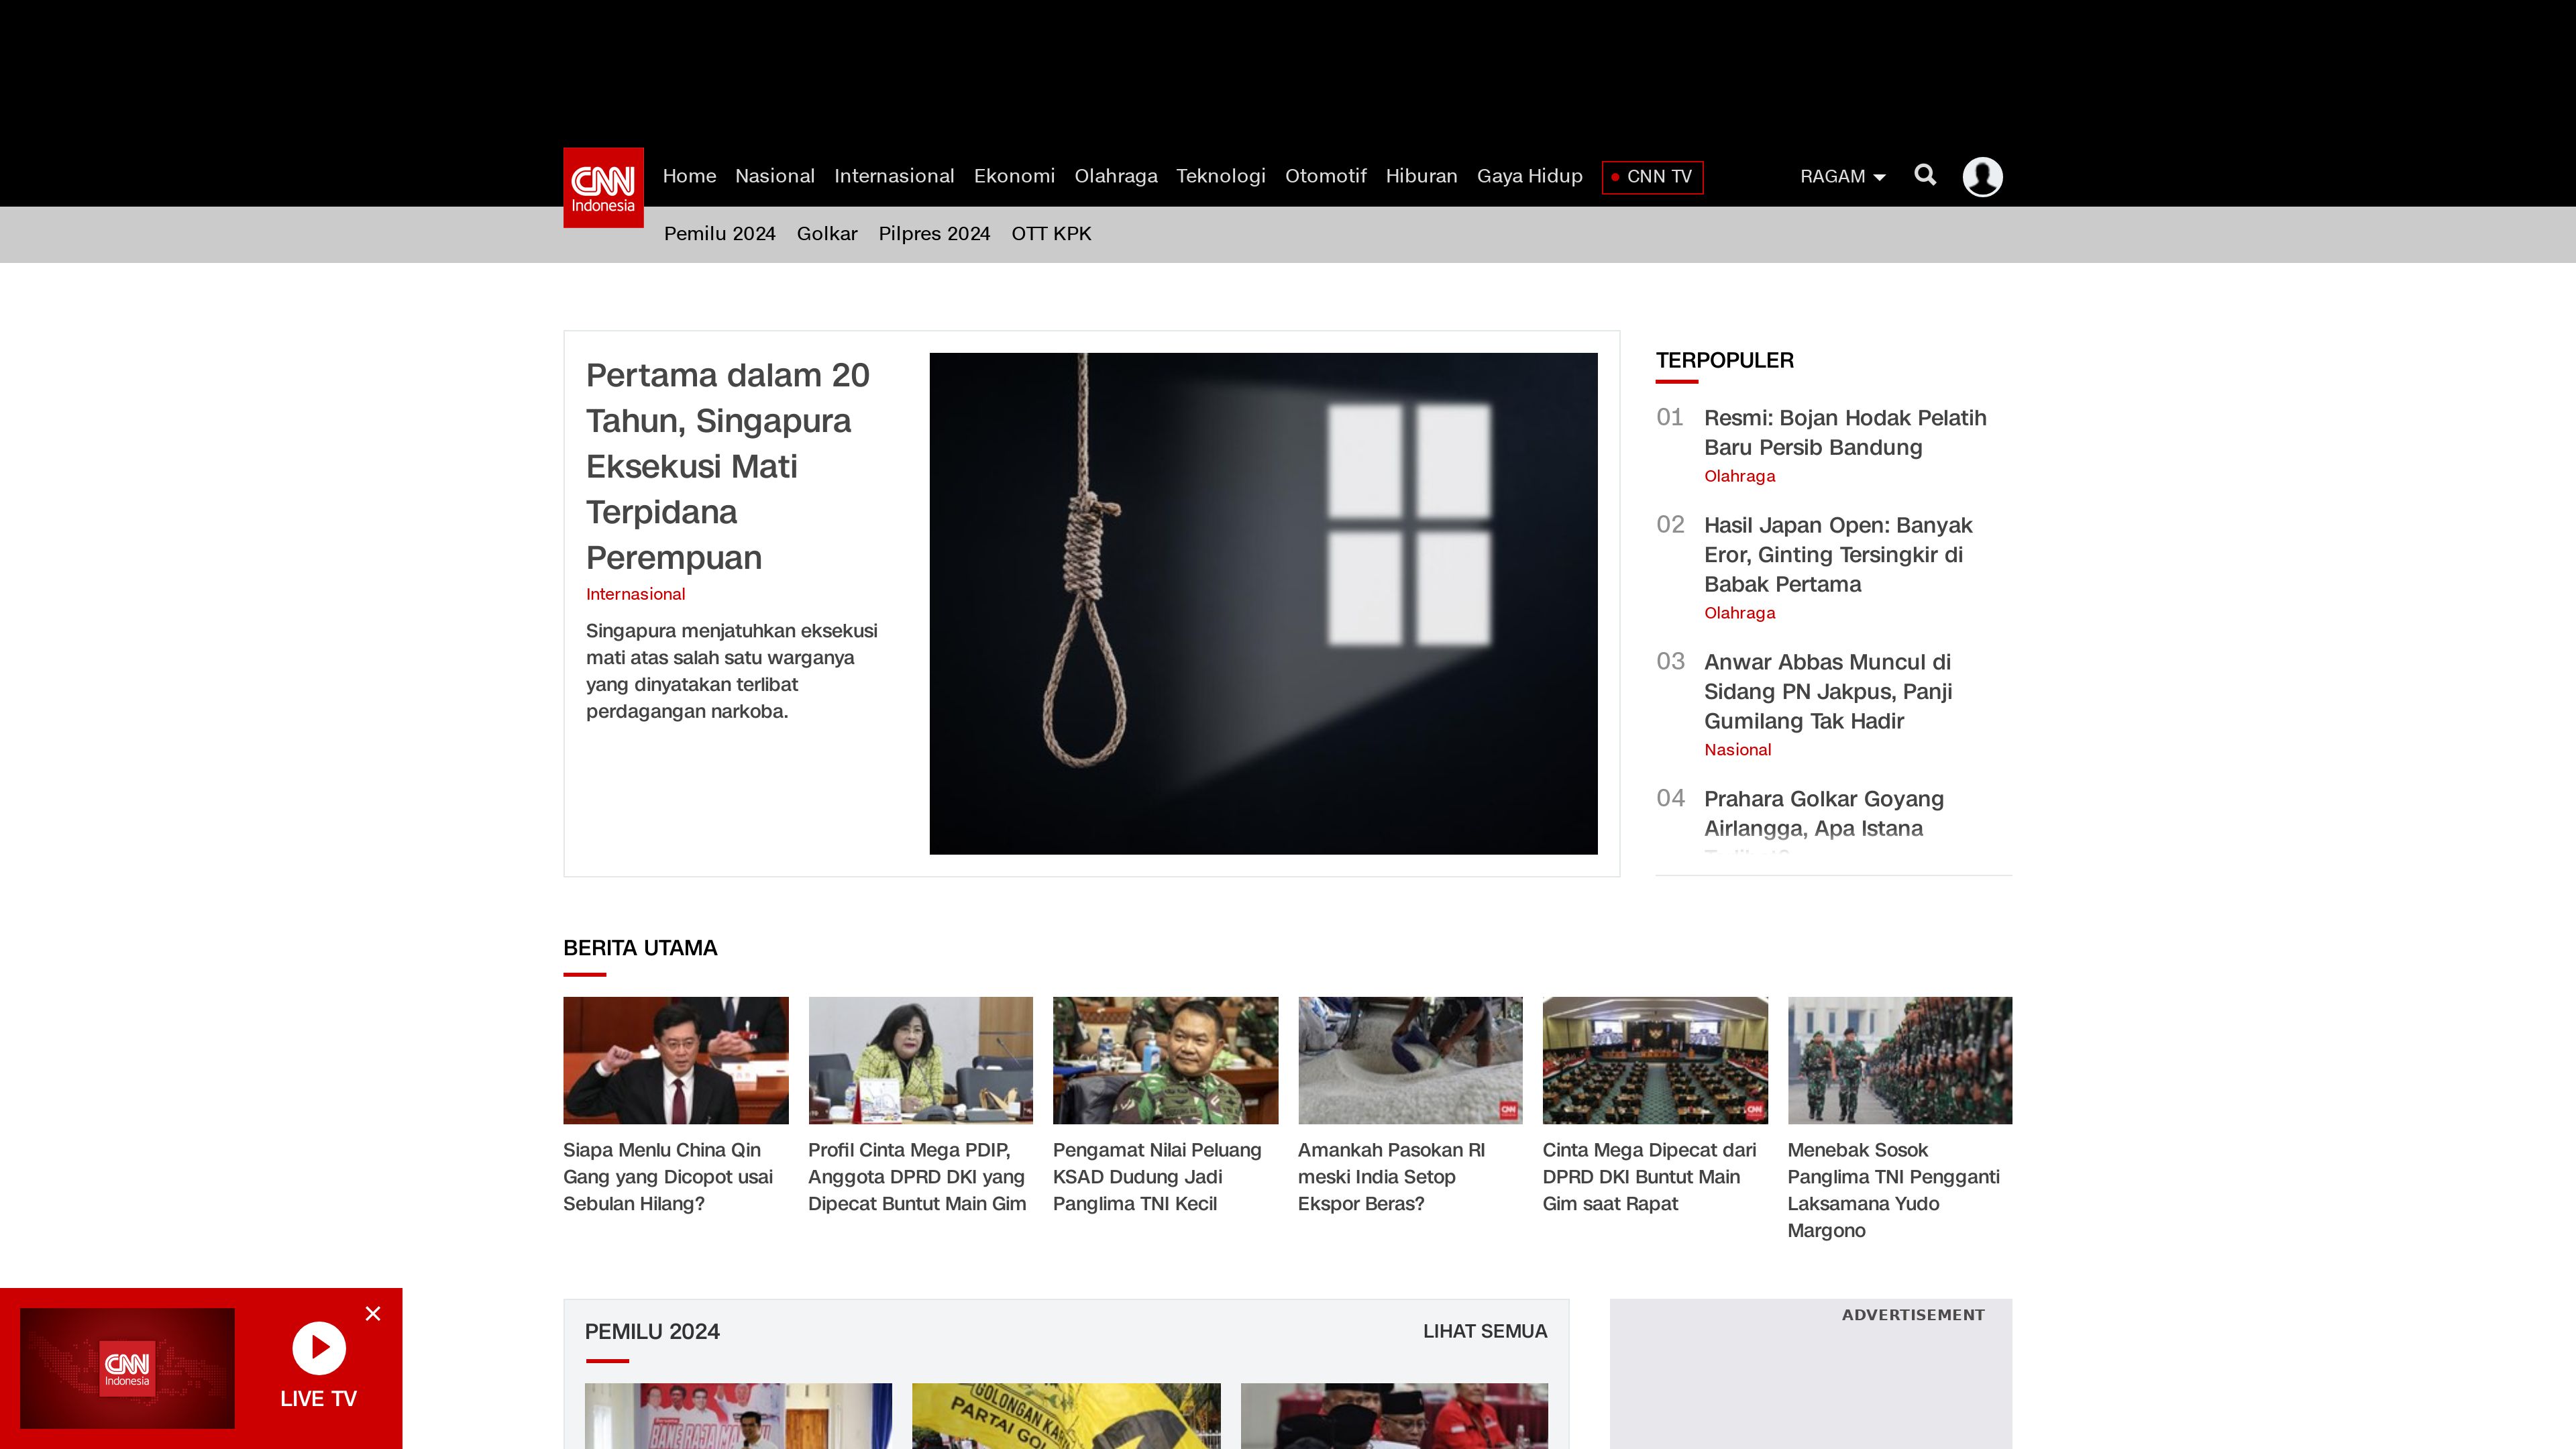 CNN
Indonesia
Home Nasional Internasional Ekonomi Olahraga Teknologi Otomotif Hiburan Gaya Hidup CNN TV RAGAM
Pemilu 2024 Golkar Pilpres 2024 OTT KPK
Pertama dalam 20
Tahun, Singapura
Eksekusi Mati
Terpidana
Perempuan
Internasional
Singapura menjatuhkan eksekusi
mati atas salah satu warganya
yang dinyatakan terlibat
perdagangan narkoba.
TERPOPULER
01 Resmi: Bojan Hodak Pelatih
Baru Persib Bandung
Olahraga
02 Hasil Japan Open: Banyak
Eror, Ginting Tersingkir di
Babak Pertama
Olahraga
03 Anwar Abbas Muncul di
Sidang PN Jakpus, Panji
Gumilang Tak Hadir
Nasional
04 Prahara Golkar Goyang
Airlangga, Apa Istana
BERITA UTAMA
Siapa Menlu China Qin
Gang yang Dicopot usai
Sebulan Hilang?
Profil Cinta Mega PDIP,
Anggota DPRD DKI yang
Dipecat Buntut Main Gim
Pengamat Nilai Peluang
KSAD Dudung Jadi
Panglima TNI Kecil
CNN
Amankah Pasokan RI
meski India Setop
Ekspor Beras?
CNN
Cinta Mega Dipecat dari
DPRD DKI Buntut Main
Gim saat Rapat
Menebak Sosok
Panglima TNI Pengganti
Laksamana Yudo
Margono
PEMILU 2024
LIHAT SEMUA
GOLONGAN KARYA
PARTAI GOL
ADVERTISEMENT
CNN
Indonesia
LIVE TV